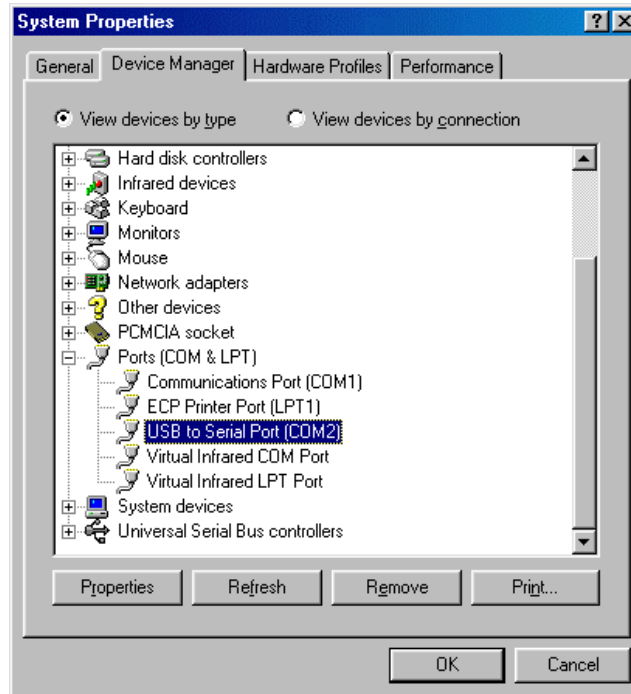 System Properties
General Device Manager Hardware Profiles Performance
View devices by type View devices by connection
Hard disk controllers
Infrared devices
Keyboard
Monitors
Mouse
Network adapters
Other devices
PCMCIA socket
Ports (COM & LPT)
Communications Port (COM1)
ECP Printer Port (LPT1)
USB to Serial Port (COM2)
Virtual Infrared COM Port
Virtual Infrared LPT Port
System devices
Universal Serial Bus controllers
Properties Refresh Remove Print...
OK Cancel